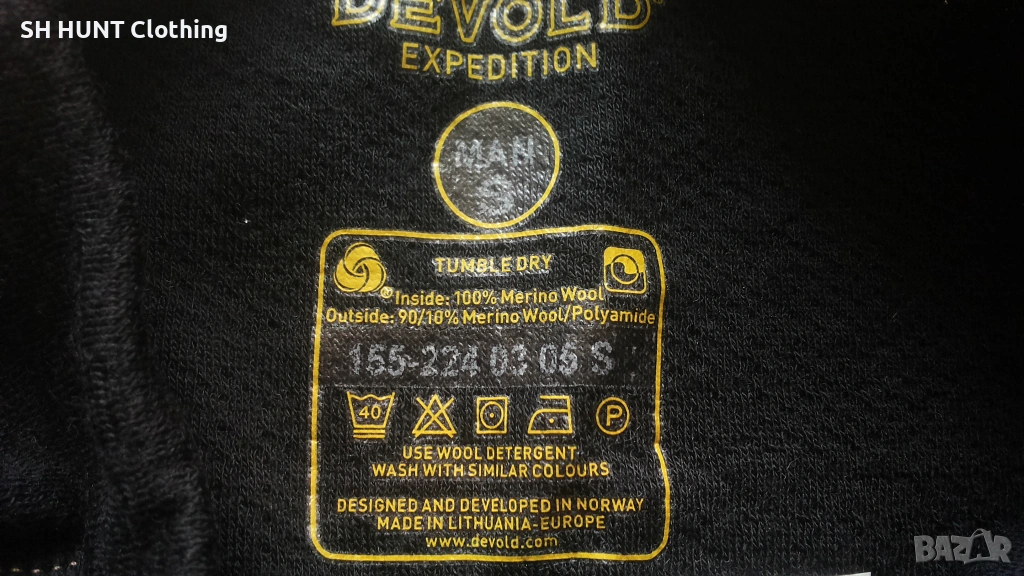 SH HUNT Clothing
DEVOLD®
EXPEDITION
MAN
S
TUMBLE DRY
® Inside: 100% Merino Wool
Outside: 90/10% Merino Wool/Polyamide
155-224 03 05 S
40
P
USE WOOL DETERGENT
WASH WITH SIMILAR COLOURS
DESIGNED AND DEVELOPED IN NORWAY
MADE IN LITHUANIA-EUROPE
www.devold.com
BAZAR